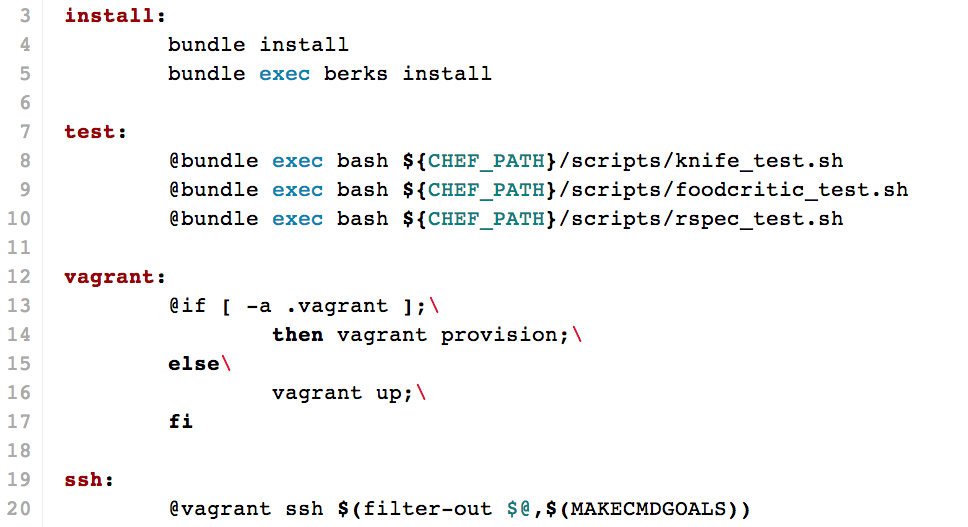 3 install:
4         bundle install
5         bundle exec berks install
6
7 test:
8         @bundle exec bash ${CHEF_PATH}/scripts/knife_test.sh
9         @bundle exec bash ${CHEF_PATH}/scripts/foodcritic_test.sh
10         @bundle exec bash ${CHEF_PATH}/scripts/rspec_test.sh
11
12 vagrant:
13         @if [ -a .vagrant ];\
14                 then vagrant provision;\
15         else\
16                 vagrant up;\
17         fi
18
19 ssh:
20         @vagrant ssh $(filter-out $@,$(MAKECMDGOALS))